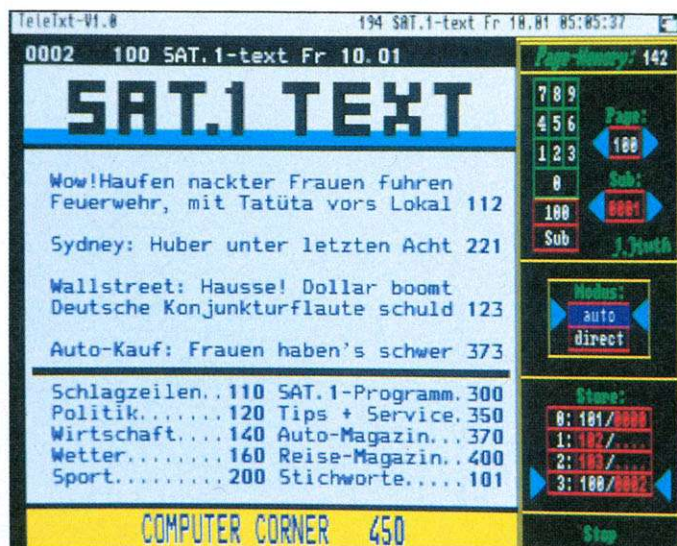 TeleTxt-V1.0 194 SAT.1-text Fr 10.01 05:05:37
0002 100 SAT.1-text Fr 10.01
SAT.1 TEXT
Wow!Haufen nackter Frauen fuhren
Feuerwehr, mit Tatüta vors Lokal 112
Sydney: Huber unter letzten Acht 221
Wallstreet: Hausse! Dollar boomt
Deutsche Konjunkturflaute schuld 123
Auto-Kauf: Frauen haben's schwer 373
Schlagzeilen..110 SAT.1-Programm.300
Politik.......120 Tips + Service.350
Wirtschaft....140 Auto-Magazin...370
Wetter........160 Reise-Magazin..400
Sport.........200 Stichworte.....101
COMPUTER CORNER 450
Page-Memory: 142
7 8 9
4 5 6
1 2 3
0
100
Sub
Page:
100
Sub:
0001
J.Huth
Modus:
auto
direct
Store:
0: 101/0000
1: 102/....
2: 103/....
3: 100/0002
Stop